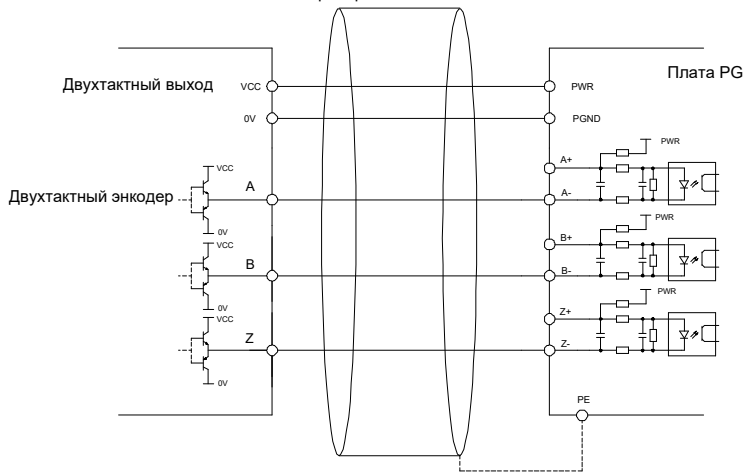 Плата PG
Двухтактный выход
VCC
PWR
0V
PGND
PWR
A+
VCC
A
A-
Двухтактный энкодер
0V
PWR
B+
VCC
B
B-
0V
PWR
VCC
Z+
Z
Z-
0V
PE